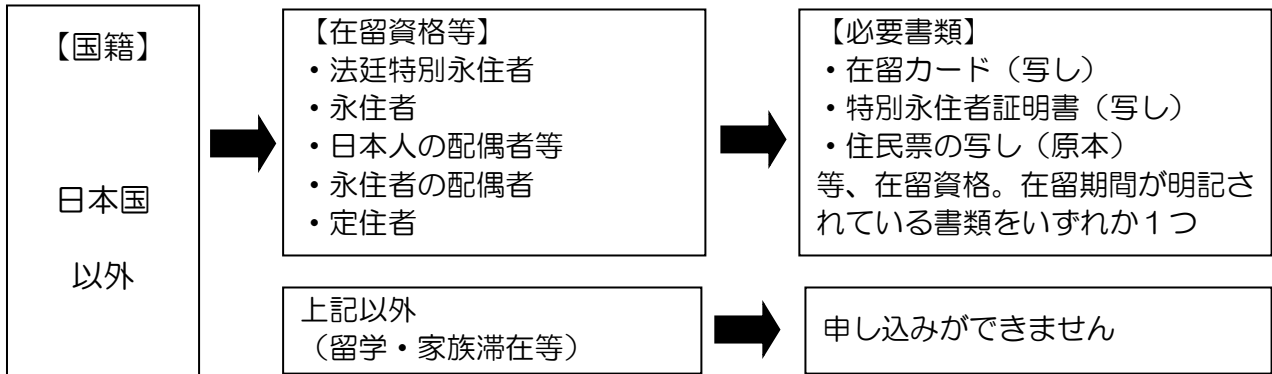 【国籍】
日本国
以外
【在留資格等】
・法廷特別永住者
・永住者
・日本人の配偶者等
・永住者の配偶者
・定住者
【必要書類】
・在留カード（写し）
・特別永住者証明書（写し）
・住民票の写し（原本）
等、在留資格。在留期間が明記さ
れている書類をいずれか１つ
上記以外
（留学・家族滞在等）
申し込みができません